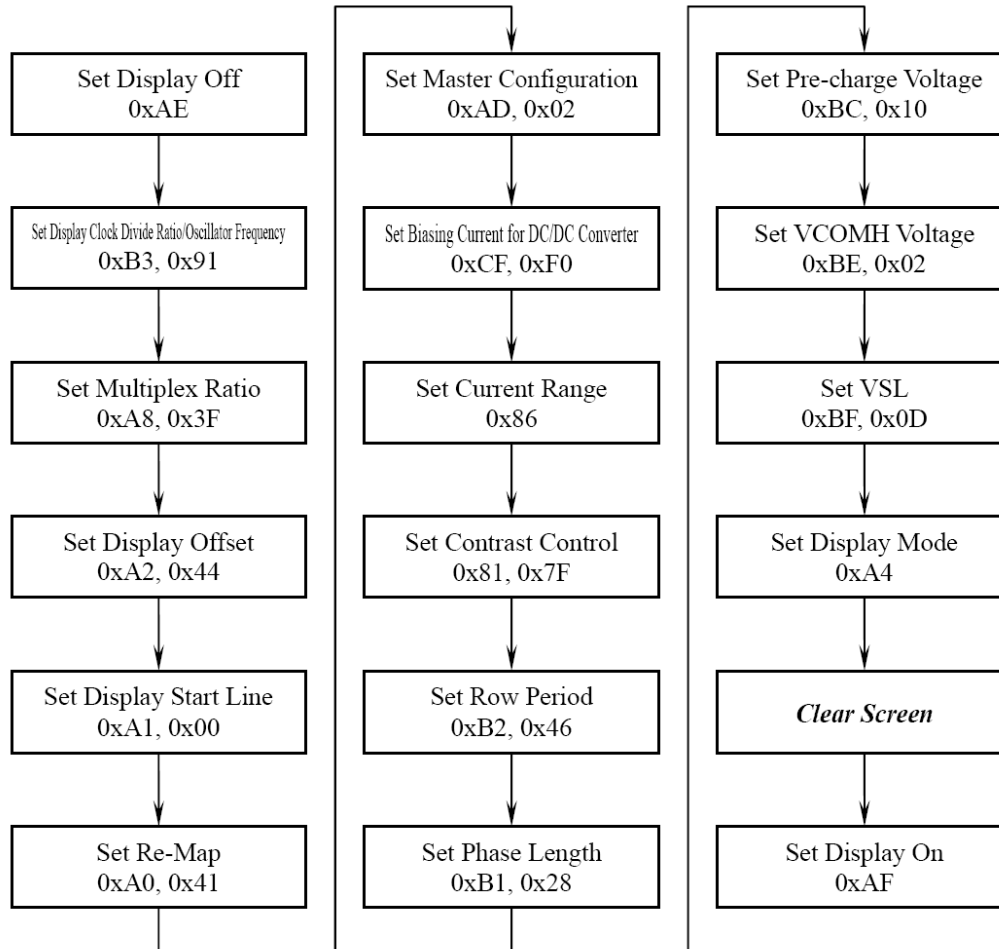 Set Display Off
0xAE
Set Display Clock Divide Ratio/Oscillator Frequency
0xB3, 0x91
Set Multiplex Ratio
0xA8, 0x3F
Set Display Offset
0xA2, 0x44
Set Display Start Line
0xA1, 0x00
Set Re-Map
0xA0, 0x41
Set Master Configuration
0xAD, 0x02
Set Biasing Current for DC/DC Converter
0xCF, 0xF0
Set Current Range
0x86
Set Contrast Control
0x81, 0x7F
Set Row Period
0xB2, 0x46
Set Phase Length
0xB1, 0x28
Set Pre-charge Voltage
0xBC, 0x10
Set VCOMH Voltage
0xBE, 0x02
Set VSL
0xBF, 0x0D
Set Display Mode
0xA4
Clear Screen
Set Display On
0xAF